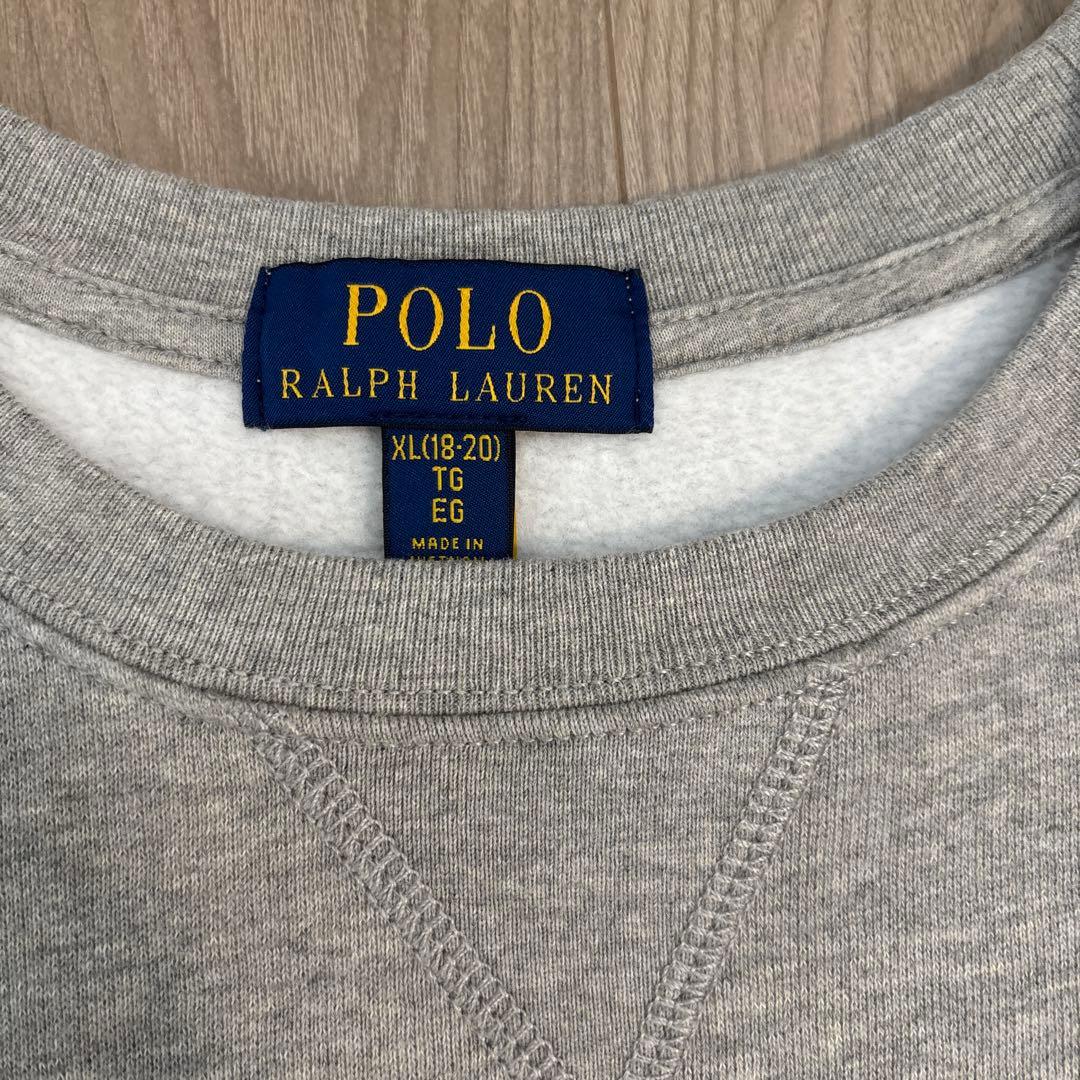 POLO
RALPH LAUREN
XL(18-20)
TG
EG
MADE IN